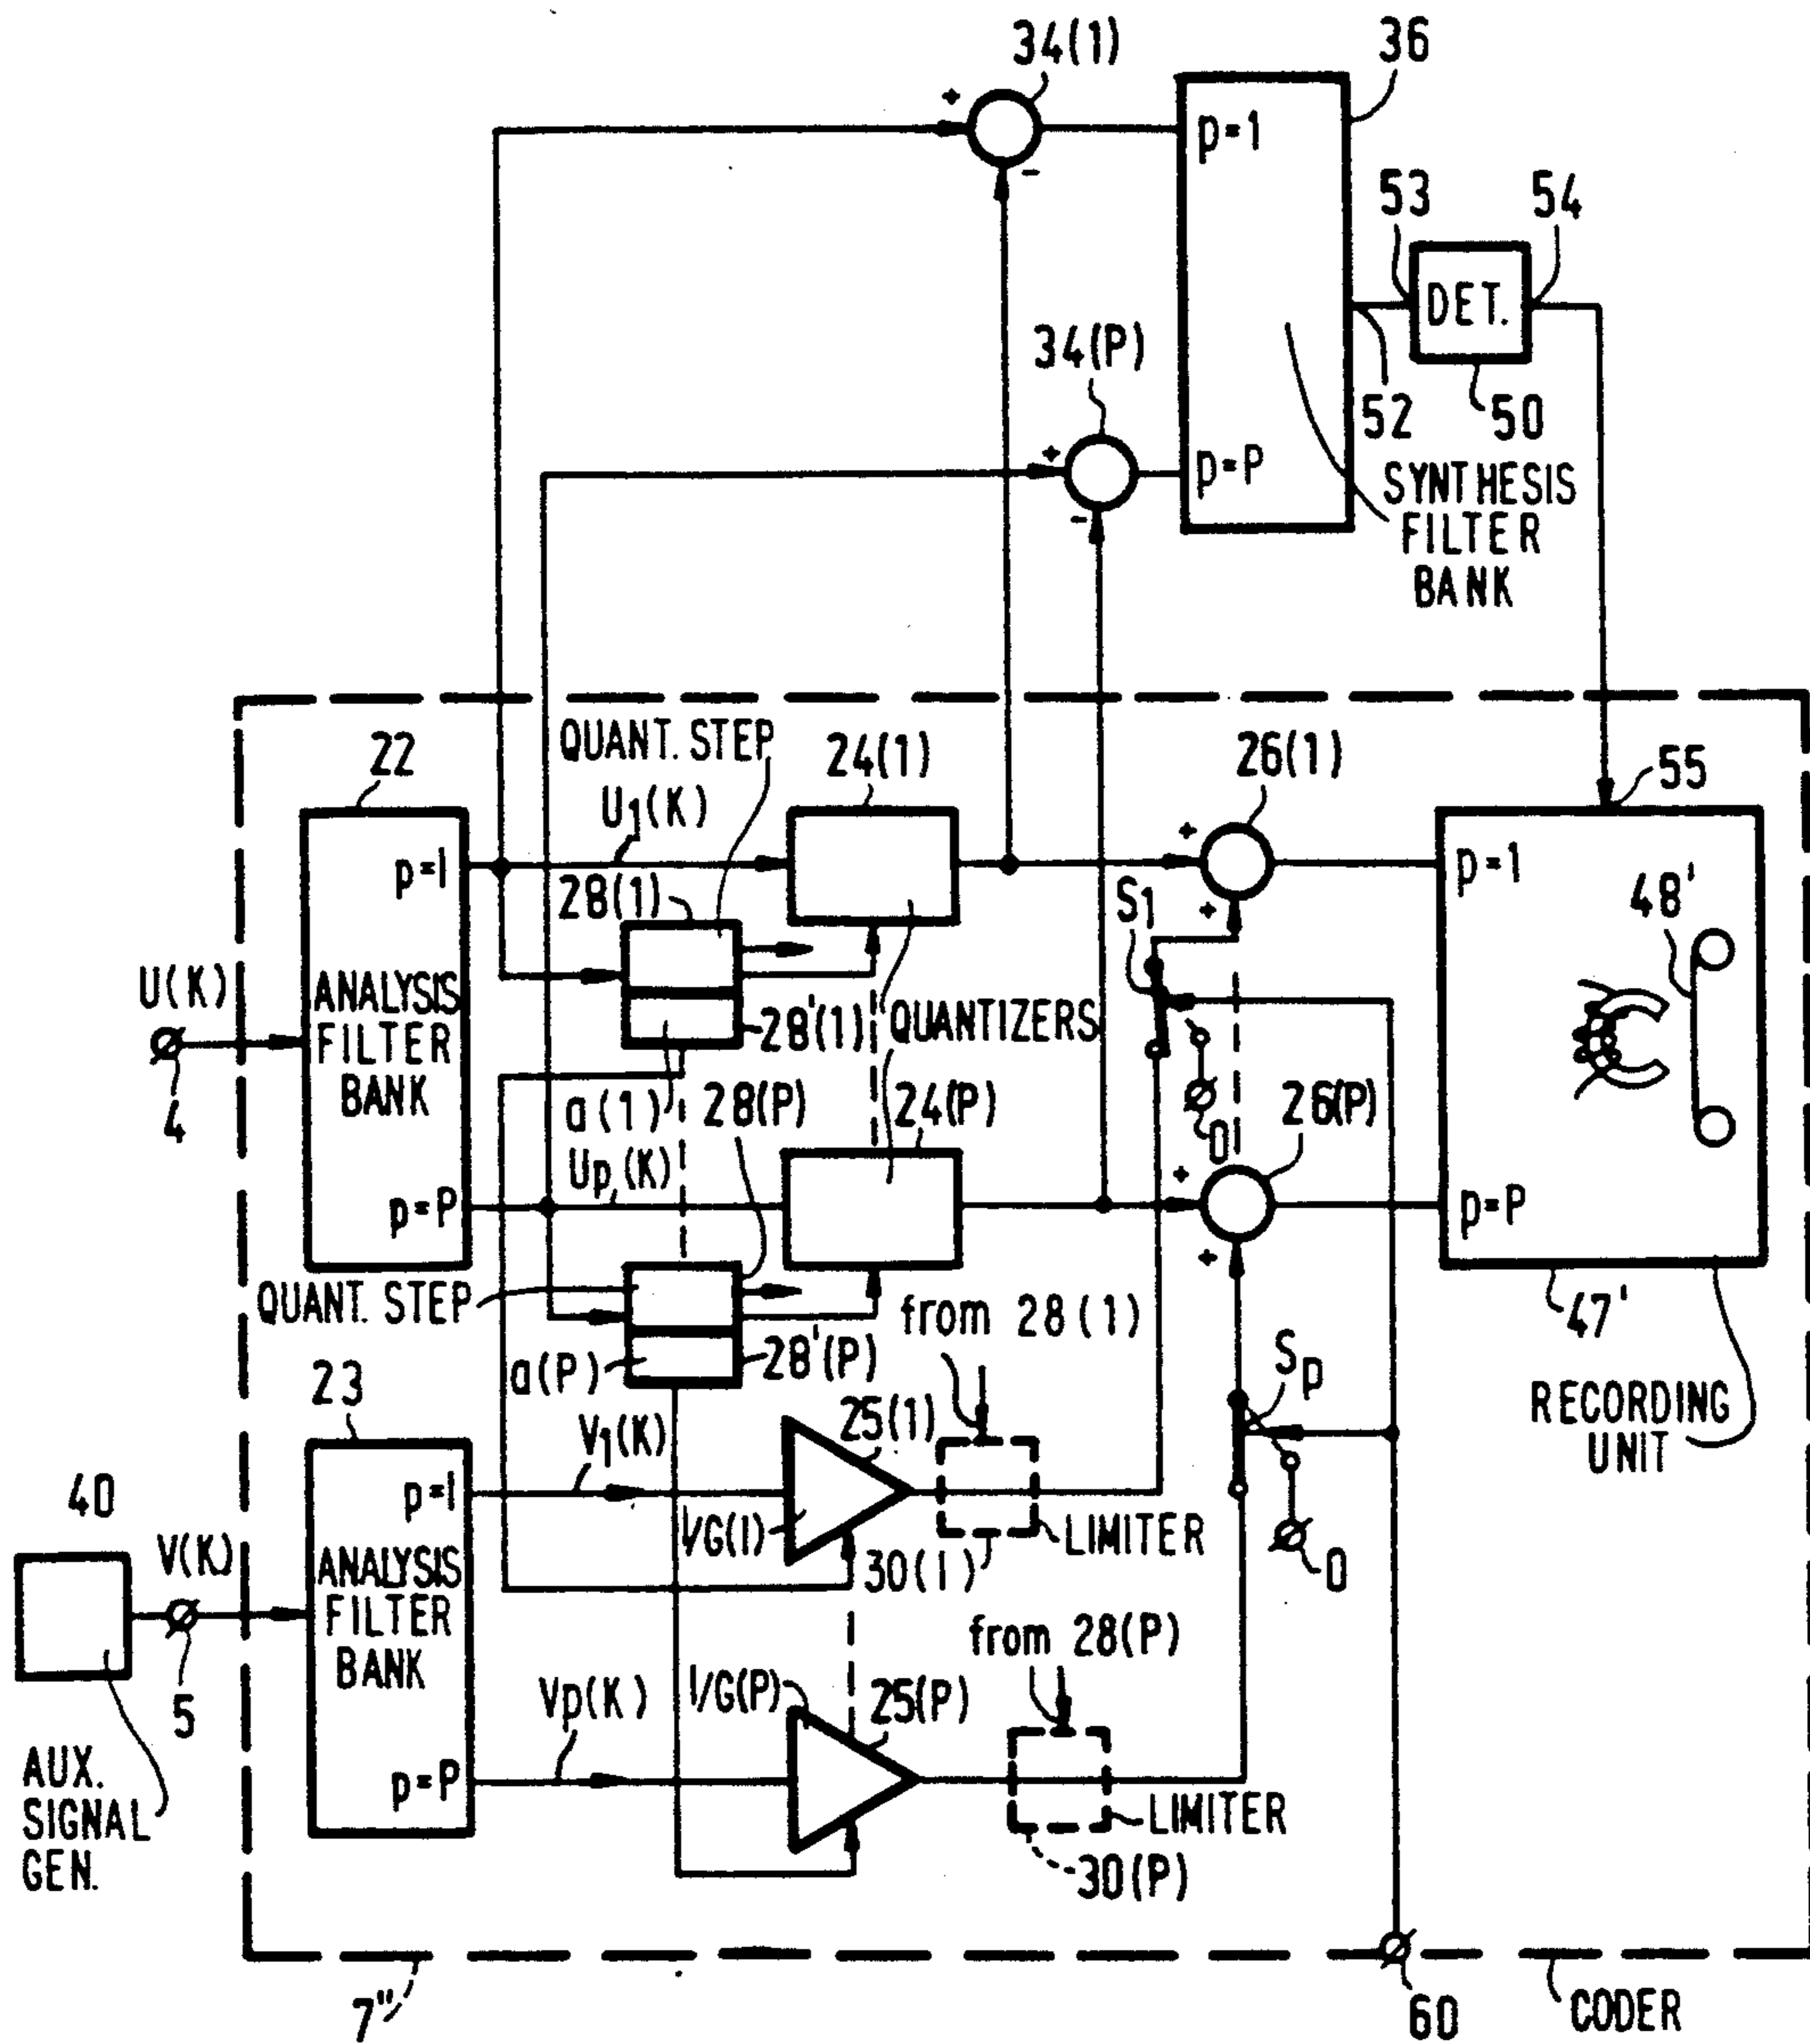 34(1)
36
+
-
p=1
53
54
DET.
34(P)
+
-
52
50
p=P
SYNTHESIS
FILTER
BANK
QUANT. STEP
22
24(1)
26(1)
55
U1(K)
+
p=1
p=1
28(1)
+
S1
48'
U(K)
ANALYSIS
FILTER
BANK
28'(1)
QUANTIZERS
4
a(1)
28(P)
24(P)
0
26(P)
Up(K)
+
p=P
p=P
+
QUANT. STEP
from 28(1)
47'
a(P)
28'(P)
Sp
23
RECORDING
UNIT
V1(K)
25(1)
40
p=1
1/G(1)
LIMITER
V(K)
30(1)
0
ANALYSIS
FILTER
BANK
from 28(P)
5
Vp(K)
1/G(P)
25(P)
AUX.
SIGNAL
GEN.
p=P
LIMITER
30(P)
7"
60
CODER